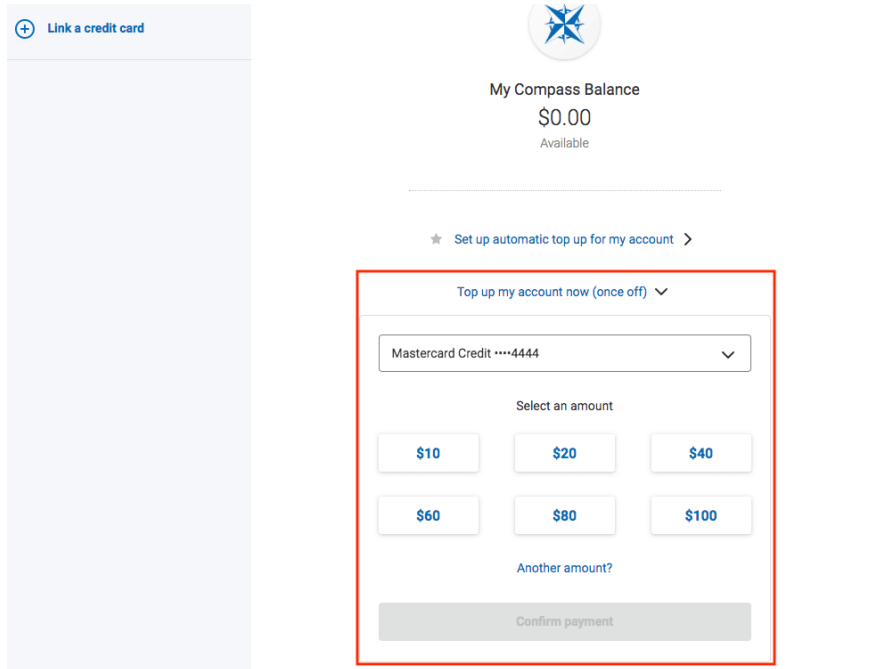 Link a credit card
My Compass Balance
$0.00
Available
Set up automatic top up for my account
Top up my account now (once off)
Mastercard Credit ····4444
Select an amount
$10 $20 $40
$60 $80 $100
Another amount?
Confirm payment